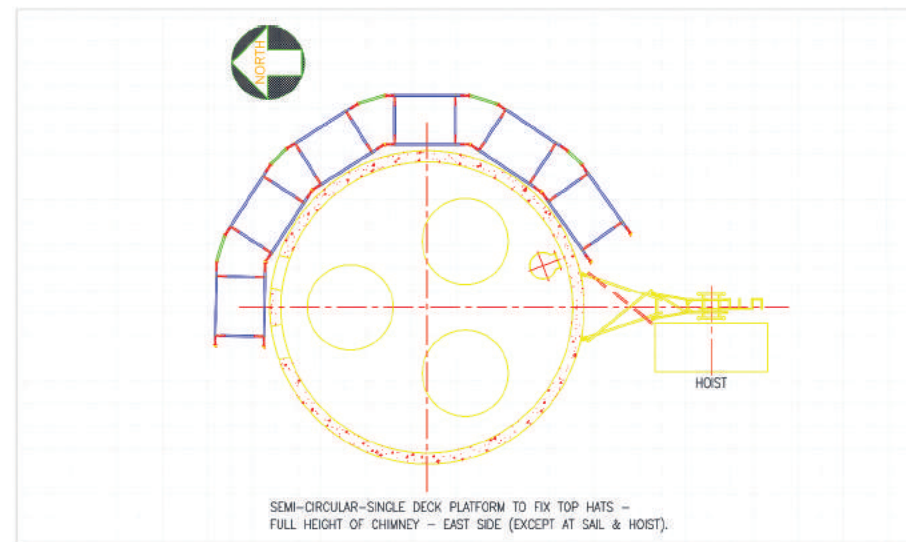 NORTH
HOIST
SEMI-CIRCULAR-SINGLE DECK PLATFORM TO FIX TOP HATS -
FULL HEIGHT OF CHIMNEY - EAST SIDE (EXCEPT AT SAIL & HOIST).